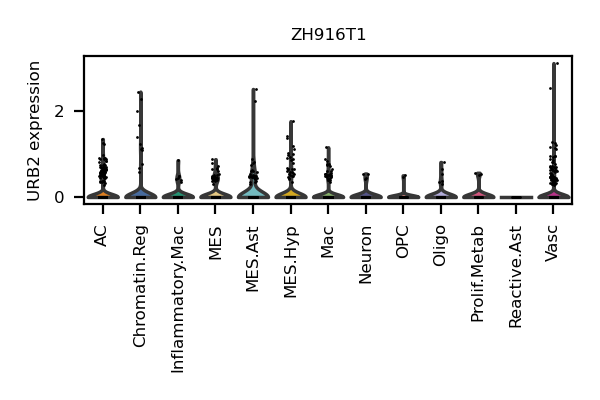 ZH916T1
URB2 expression
2
0
AC
Chromatin.Reg
Inflammatory.Mac
MES
MES.Ast
MES.Hyp
Mac
Neuron
OPC
Oligo
Prolif.Metab
Reactive.Ast
Vasc